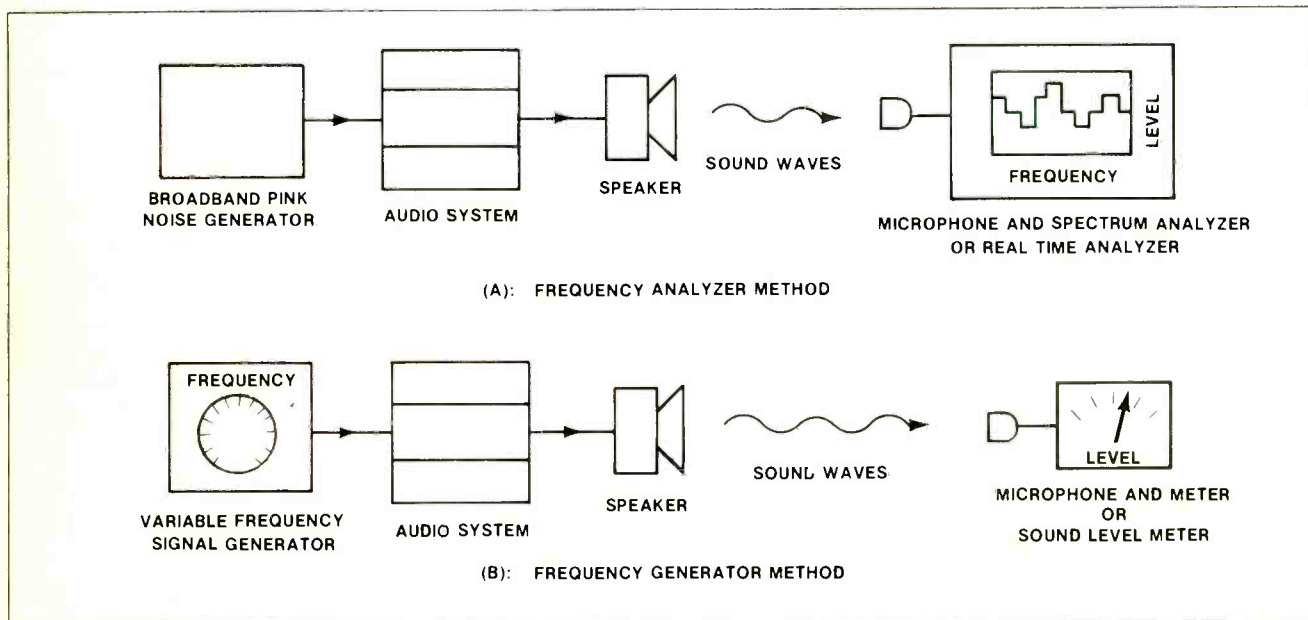 LEVEL
FREQUENCY
BROADBAND PINK
NOISE GENERATOR
AUDIO SYSTEM
SPEAKER
SOUND WAVES
MICROPHONE AND SPECTRUM ANALYZER
OR REAL TIME ANALYZER
(A): FREQUENCY ANALYZER METHOD
FREQUENCY
LEVEL
VARIABLE FREQUENCY
SIGNAL GENERATOR
AUDIO SYSTEM
SPEAKER
SOUND WAVES
MICROPHONE AND METER
OR
SOUND LEVEL METER
(B): FREQUENCY GENERATOR METHOD